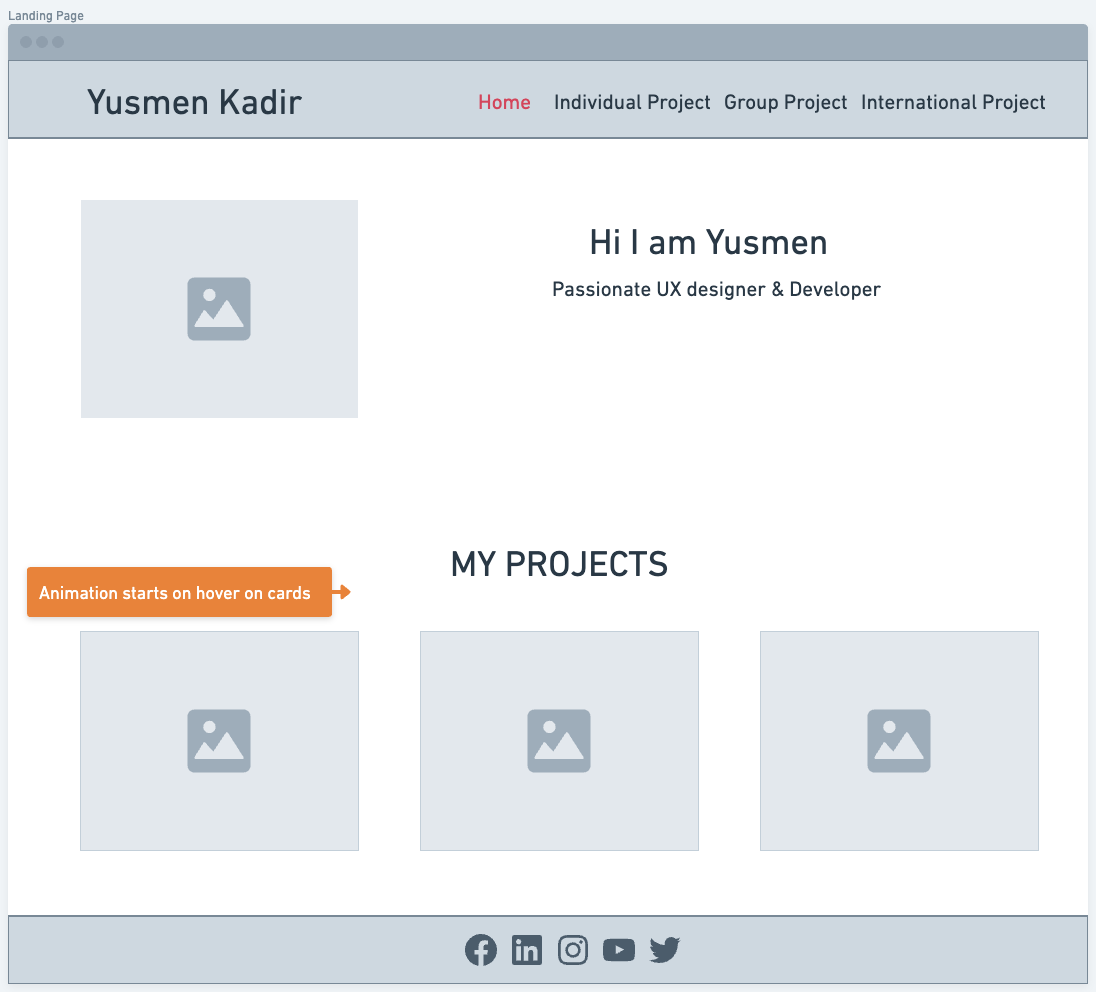 Landing Page
Yusmen Kadir
Home Individual Project Group Project International Project
Hi I am Yusmen
Passionate UX designer & Developer
MY PROJECTS
Animation starts on hover on cards